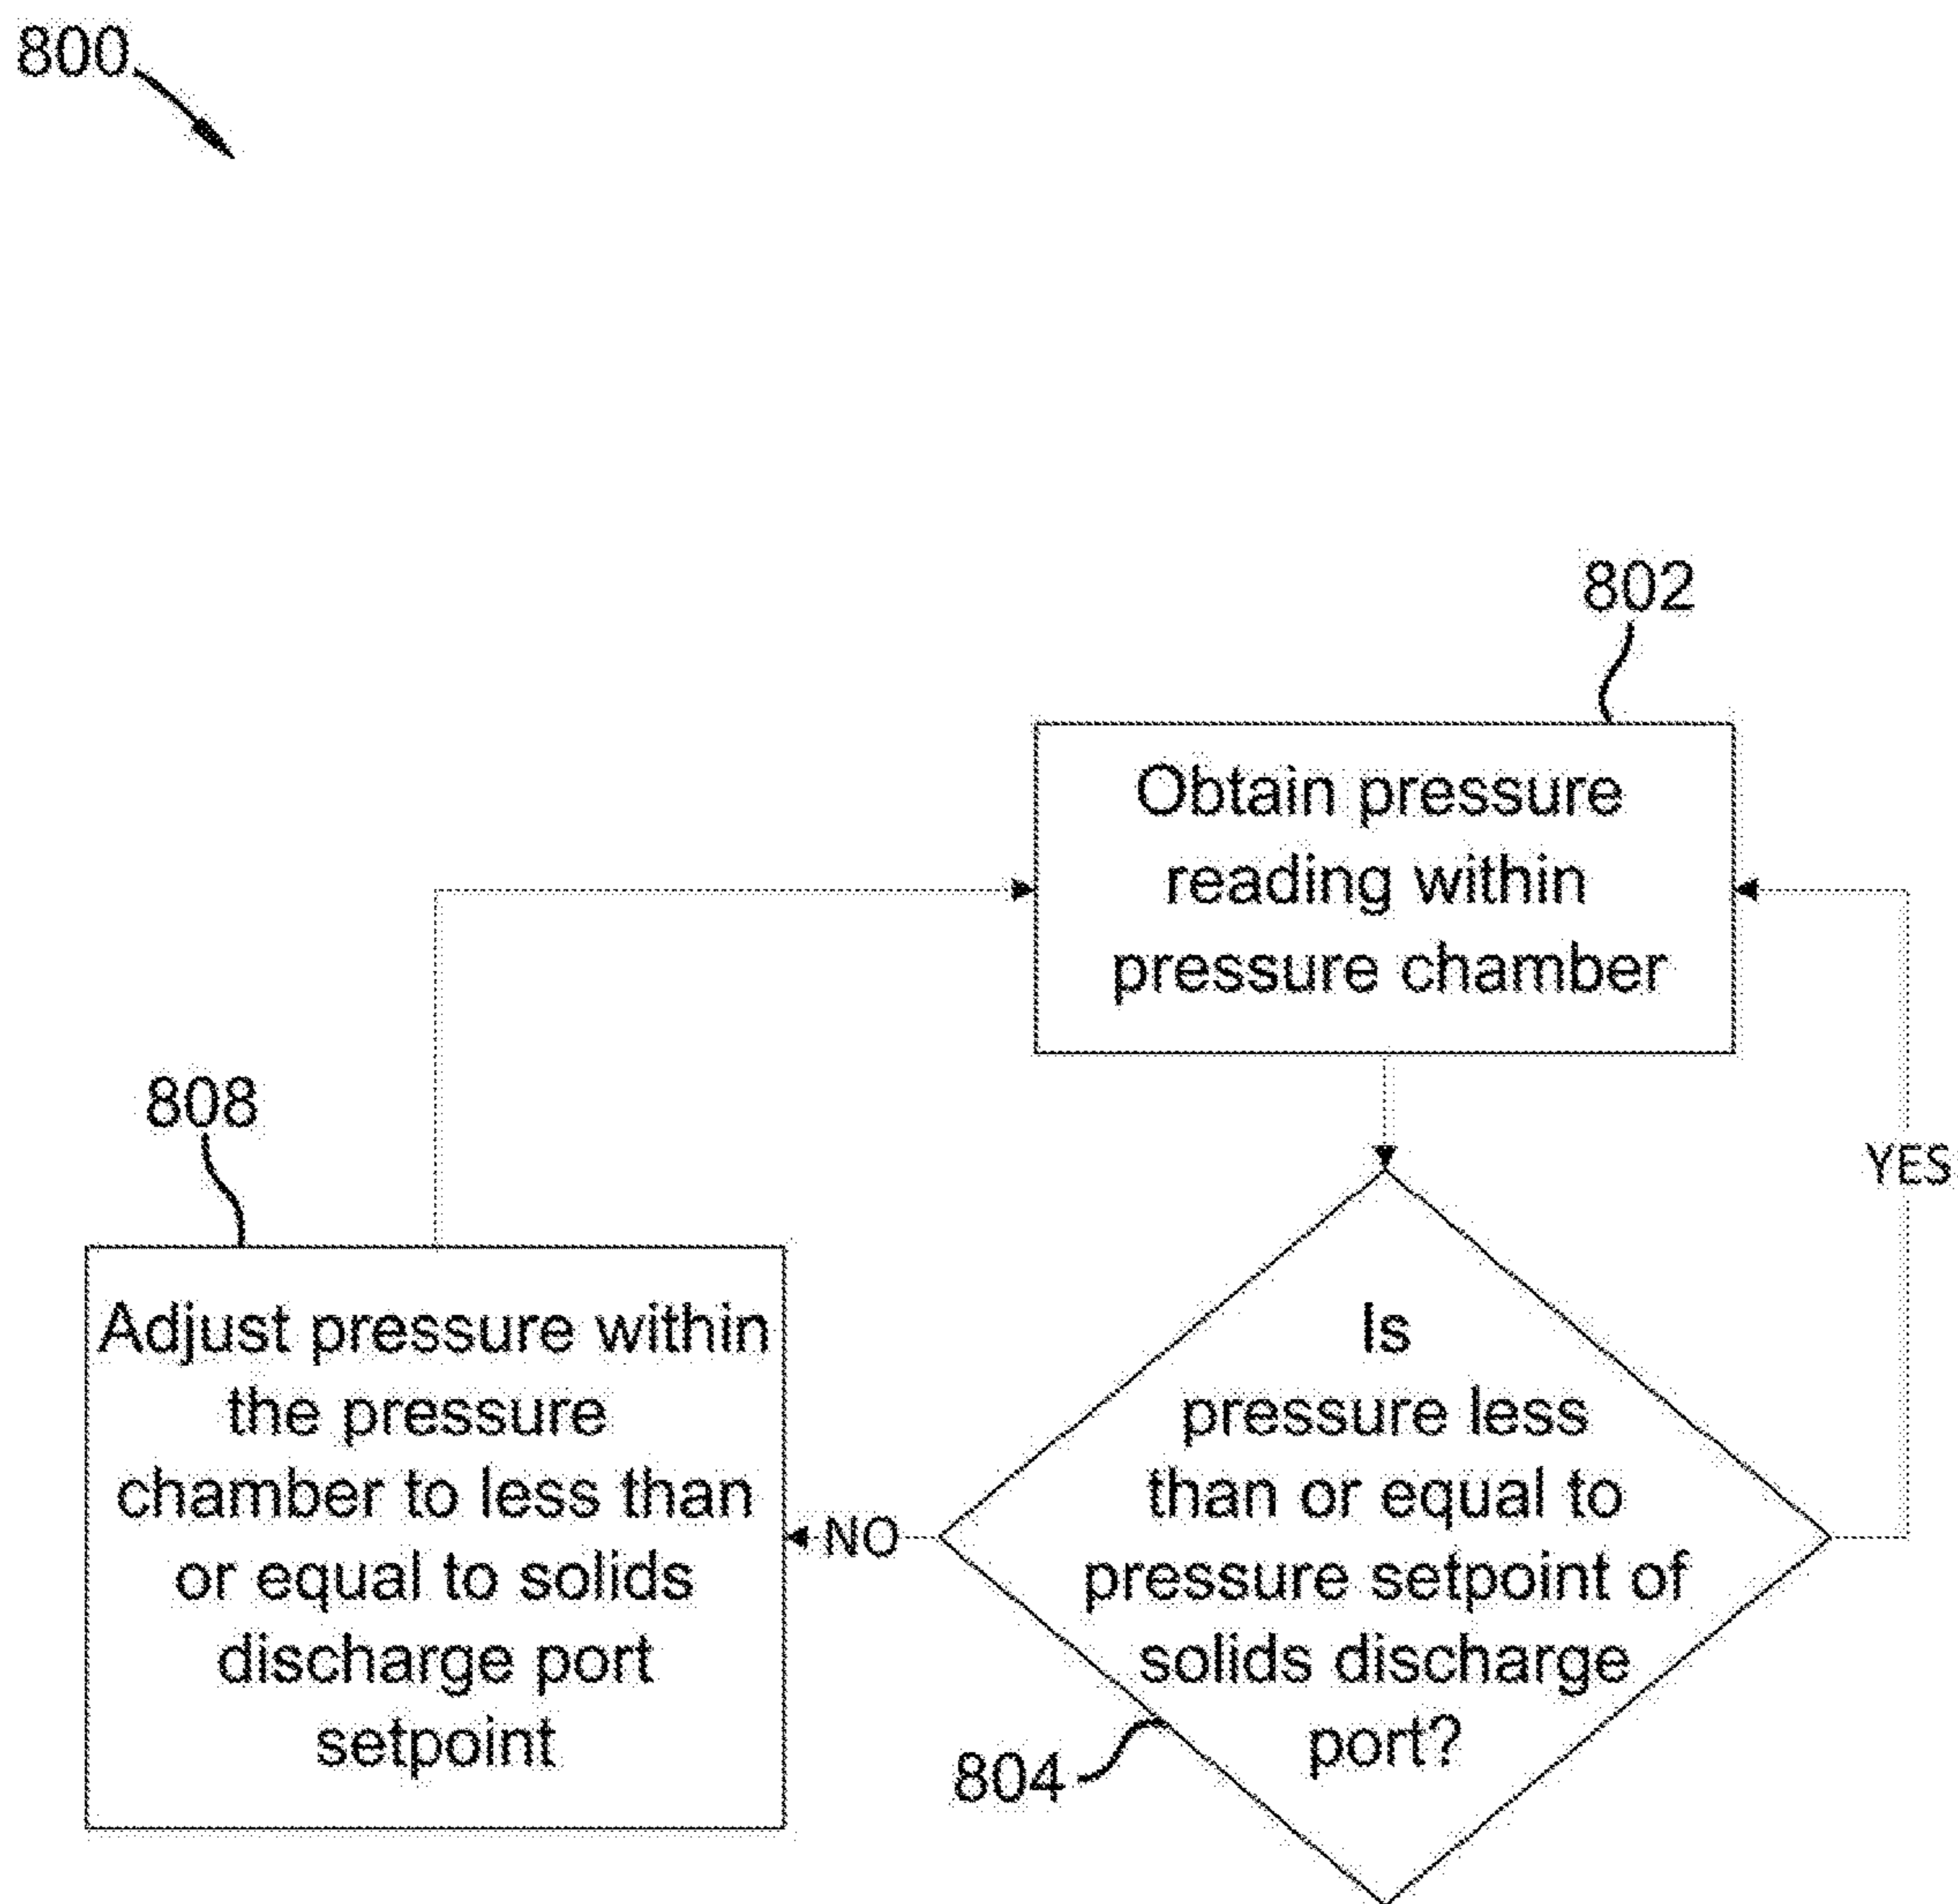 800
802
Obtain pressure
reading within
pressure chamber
808
YES
Adjust pressure within
the pressure
chamber to less than
or equal to solids
discharge port
setpoint
NO
Is
pressure less
than or equal to
pressure setpoint of
solids discharge
port?
804